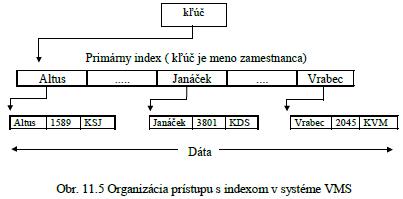 kľúč
Primárny index ( kľúč je meno zamestnanca)
Altus ..... Janáček .... Vrabec
Altus 1589 KSJ Janáček 3801 KDS Vrabec 2045 KVM
Dáta
Obr. 11.5 Organizácia prístupu s indexom v systéme VMS